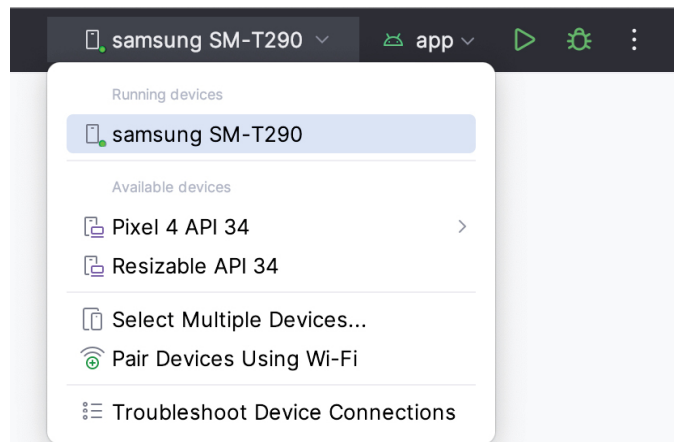 samsung SM-T290 app
Running devices
samsung SM-T290
Available devices
Pixel 4 API 34
Resizable API 34
Select Multiple Devices...
Pair Devices Using Wi-Fi
Troubleshoot Device Connections